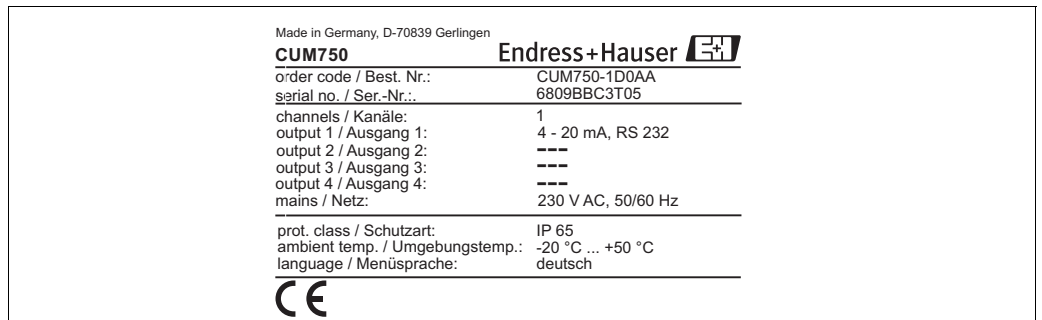 Made in Germany, D-70839 Gerlingen
CUM750 Endress+Hauser
order code / Best. Nr.: CUM750-1D0AA
serial no. / Ser.-Nr.:. 6809BBC3T05
channels / Kanäle: 1
output 1 / Ausgang 1: 4 - 20 mA, RS 232
output 2 / Ausgang 2: ---
output 3 / Ausgang 3: ---
output 4 / Ausgang 4: ---
mains / Netz: 230 V AC, 50/60 Hz
prot. class / Schutzart: IP 65
ambient temp. / Umgebungstemp.: -20 °C ... +50 °C
language / Menüsprache: deutsch
CE